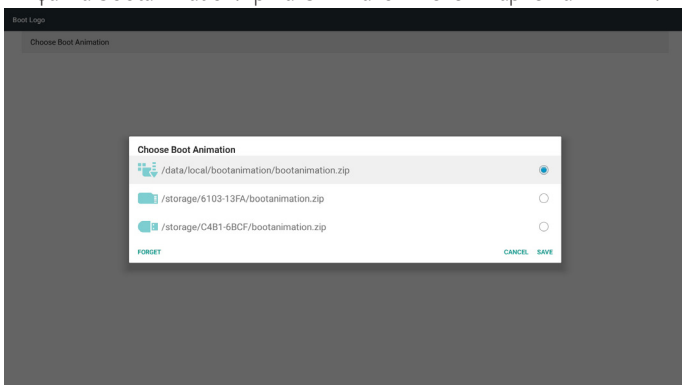 Boot Logo
Choose Boot Animation
Choose Boot Animation
/data/local/bootanimation/bootanimation.zip
/storage/6103-13FA/bootanimation.zip
/storage/C4B1-6BCF/bootanimation.zip
FORGET CANCEL SAVE